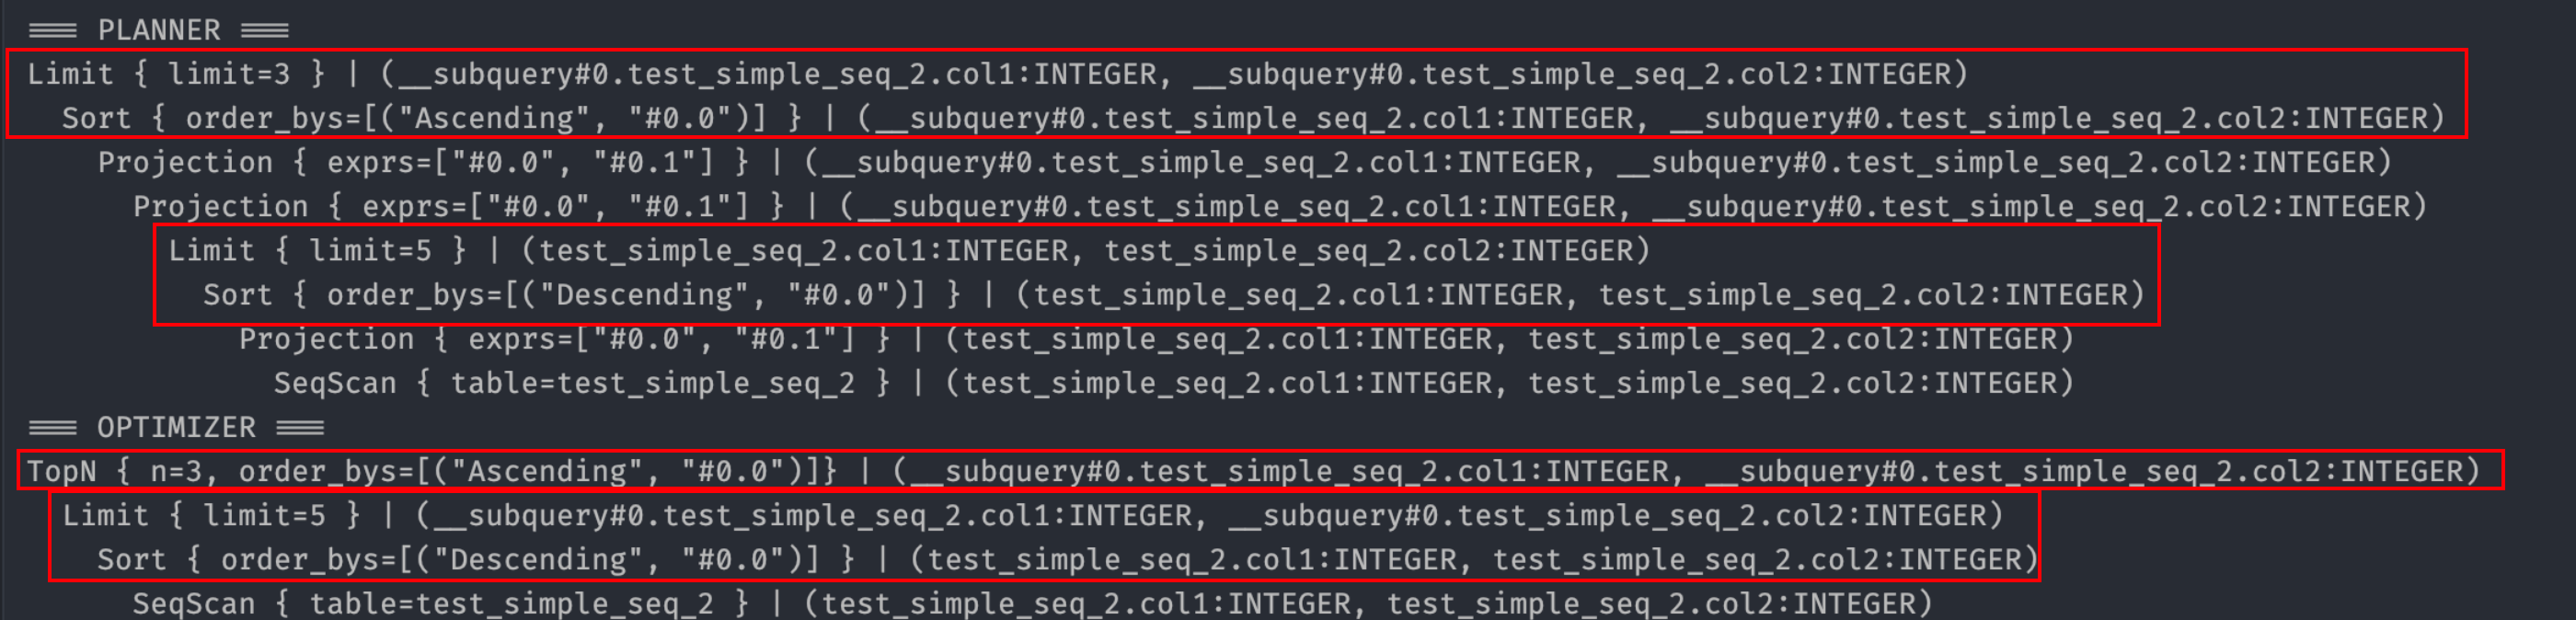 === PLANNER ===
Limit { limit=3 } | (__subquery#0.test_simple_seq_2.col1:INTEGER, __subquery#0.test_simple_seq_2.col2:INTEGER)
Sort { order_bys=[("Ascending", "#0.0")] } | (__subquery#0.test_simple_seq_2.col1:INTEGER, __subquery#0.test_simple_seq_2.col2:INTEGER)
Projection { exprs=["#0.0", "#0.1"] } | (__subquery#0.test_simple_seq_2.col1:INTEGER, __subquery#0.test_simple_seq_2.col2:INTEGER)
Projection { exprs=["#0.0", "#0.1"] } | (__subquery#0.test_simple_seq_2.col1:INTEGER, __subquery#0.test_simple_seq_2.col2:INTEGER)
Limit { limit=5 } | (test_simple_seq_2.col1:INTEGER, test_simple_seq_2.col2:INTEGER)
Sort { order_bys=[("Descending", "#0.0")] } | (test_simple_seq_2.col1:INTEGER, test_simple_seq_2.col2:INTEGER)
Projection { exprs=["#0.0", "#0.1"] } | (test_simple_seq_2.col1:INTEGER, test_simple_seq_2.col2:INTEGER)
SeqScan { table=test_simple_seq_2 } | (test_simple_seq_2.col1:INTEGER, test_simple_seq_2.col2:INTEGER)
=== OPTIMIZER ===
TopN { n=3, order_bys=[("Ascending", "#0.0")]} | (__subquery#0.test_simple_seq_2.col1:INTEGER, __subquery#0.test_simple_seq_2.col2:INTEGER)
Limit { limit=5 } | (__subquery#0.test_simple_seq_2.col1:INTEGER, __subquery#0.test_simple_seq_2.col2:INTEGER)
Sort { order_bys=[("Descending", "#0.0")] } | (test_simple_seq_2.col1:INTEGER, test_simple_seq_2.col2:INTEGER)
SeqScan { table=test_simple_seq_2 } | (test_simple_seq_2.col1:INTEGER, test_simple_seq_2.col2:INTEGER)